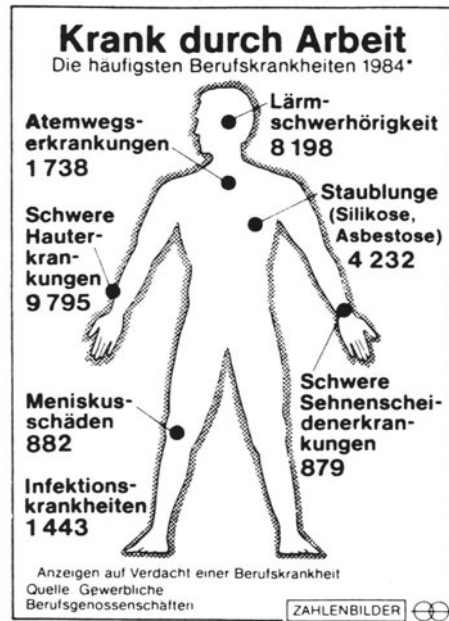 Krank durch Arbeit
Die häufigsten Berufskrankheiten 1984*
Lärm-
schwerhörigkeit
8 198
Atemwegs-
erkrankungen
1 738
Staublunge
(Silikose,
Asbestose)
4 232
Schwere
Hauter-
kran-
kungen
9 795
Schwere
Sehnenschei-
denerkran-
kungen
879
Meniskus-
schäden
882
Infektions-
krankheiten
1 443
Anzeigen auf Verdacht einer Berufskrankheit
Quelle Gewerbliche
Berufsgenossenschaften
ZAHLENBILDER